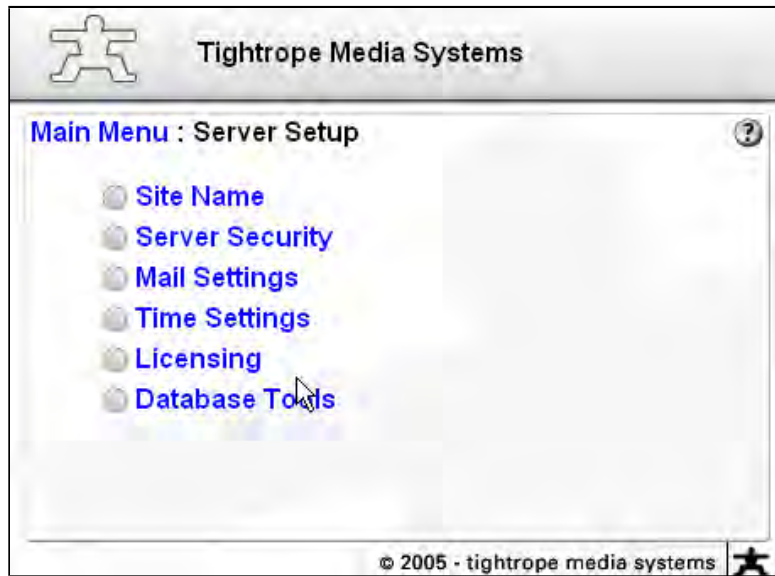 Tightrope Media Systems
Main Menu : Server Setup
?
Site Name
Server Security
Mail Settings
Time Settings
Licensing
Database Tools
© 2005 - tightrope media systems